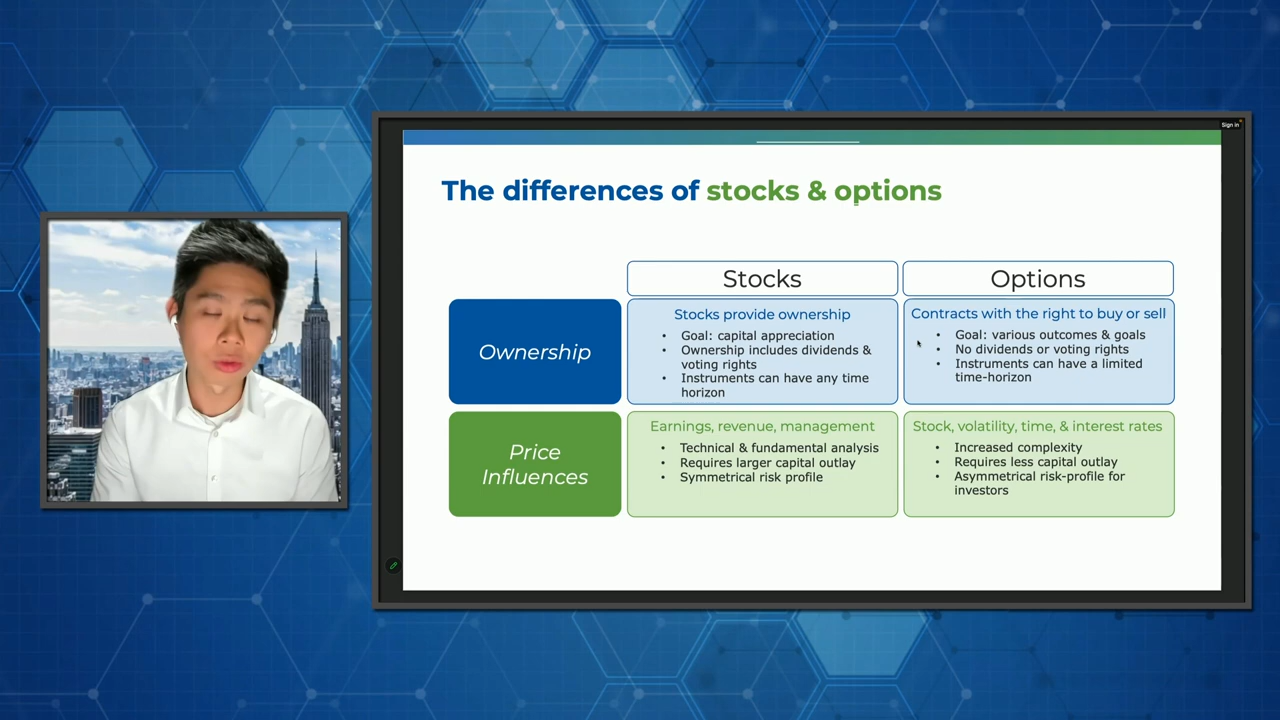 Sign in
The differences of stocks & options
Stocks
Options
Ownership
Stocks provide ownership
• Goal: capital appreciation
• Ownership includes dividends &
voting rights
• Instruments can have any time
horizon
Contracts with the right to buy or sell
• Goal: various outcomes & goals
• No dividends or voting rights
• Instruments can have a limited
time-horizon
Price
Influences
Earnings, revenue, management
• Technical & fundamental analysis
• Requires larger capital outlay
• Symmetrical risk profile
Stock, volatility, time, & interest rates
• Increased complexity
• Requires less capital outlay
• Asymmetrical risk-profile for
investors